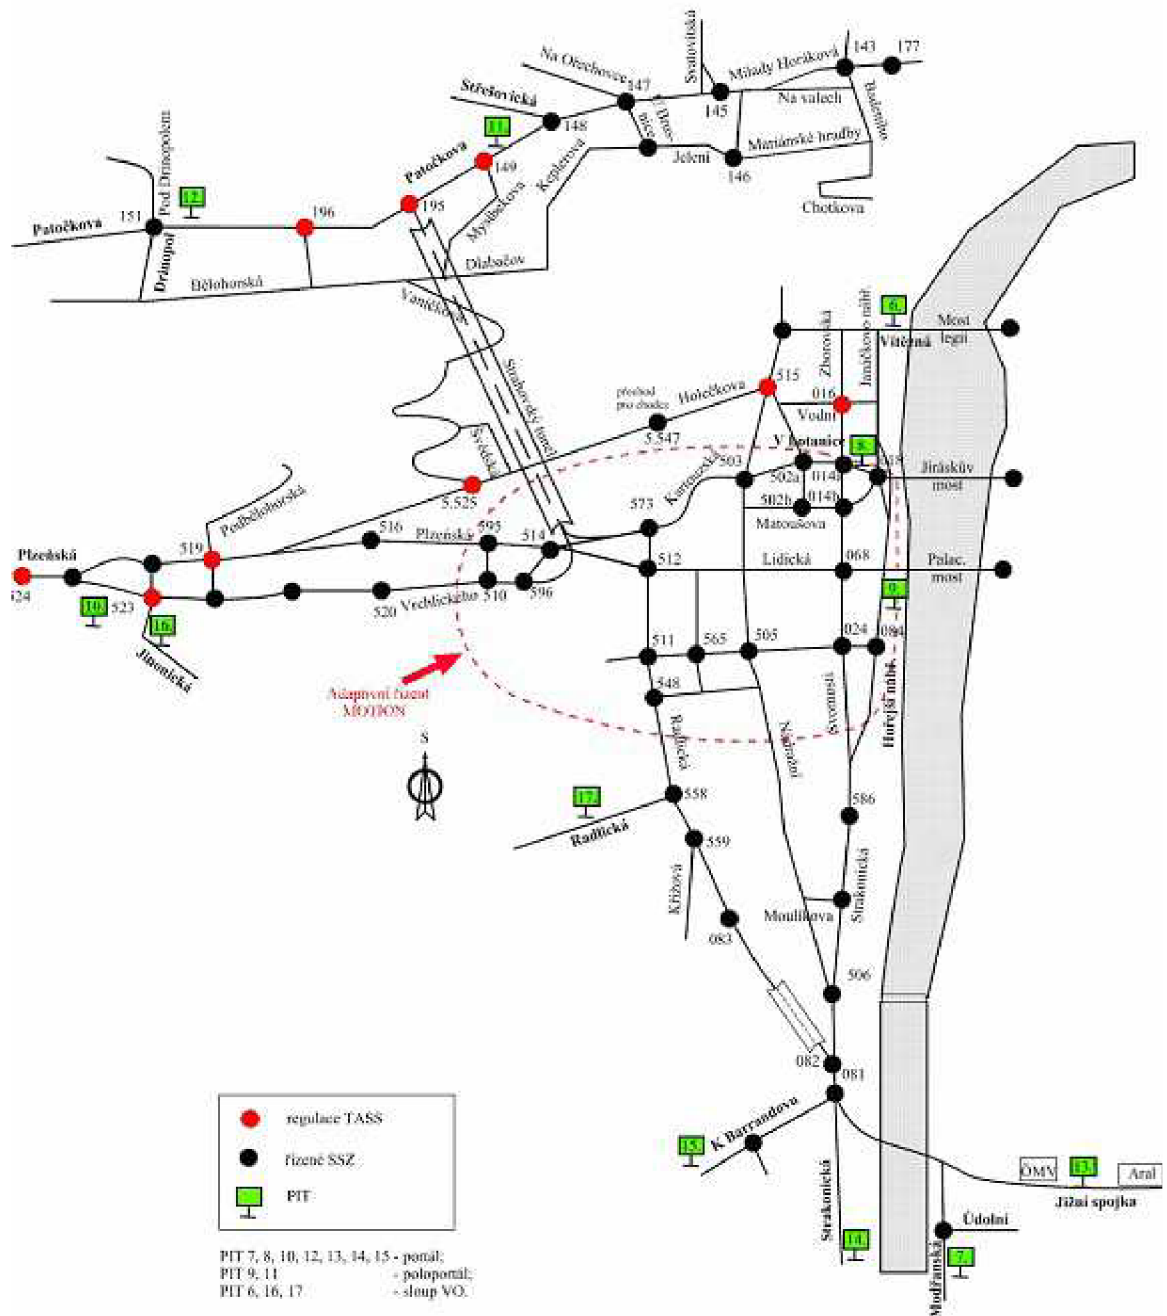 Svatovítská
143
177
Na Ořechovce
Milady Horákové
147
Střešovická
145
Na valech
Badeniho
11.
148
U Brus-
nice
Mariánské hradby
Pod Drinopolem
Patočkova
149
Keplerova
Jelení
146
12.
151
196
195
Myslbekova
Chotkova
Patočkova
Drinopol
Dlabačov
Bělohorská
Vaníčkova
6.
Most
legií
Vítězná
Zborovská
Janáčkovo nábř.
Strahovský tunel
515
přechod
pro chodce
Holečkova
016
Vodní
5.547
V botanice
8.
Švédská
503
Kartouzská
502a
014a
Jiráskův
most
5.525
502b
014b
573
Matoušova
Podbělohorská
516
Plzeňská
595
514
Plzeňská
519
512
Lidická
068
Palac.
most
524
10.
523
16.
520
Vrchlického
510
596
9.
Jinonická
511
565
505
024
084
Adaptivní řízení
MOTION
548
Svornosti
Hořejší nábř.
S
Radlická
Nádražní
17.
558
586
Radlická
559
Křížová
Strakonická
083
Moulíkova
506
082
081
regulace TASS
řízené SSZ
PIT
K Barrandovu
15.
ÖMV
13.
Aral
Jižní spojka
Strakonická
14.
Údolní
7.
Modřanská
PIT 7, 8, 10, 12, 13, 14, 15 - portál;
PIT 9, 11 - poloportál;
PIT 6, 16, 17 - sloup VO.